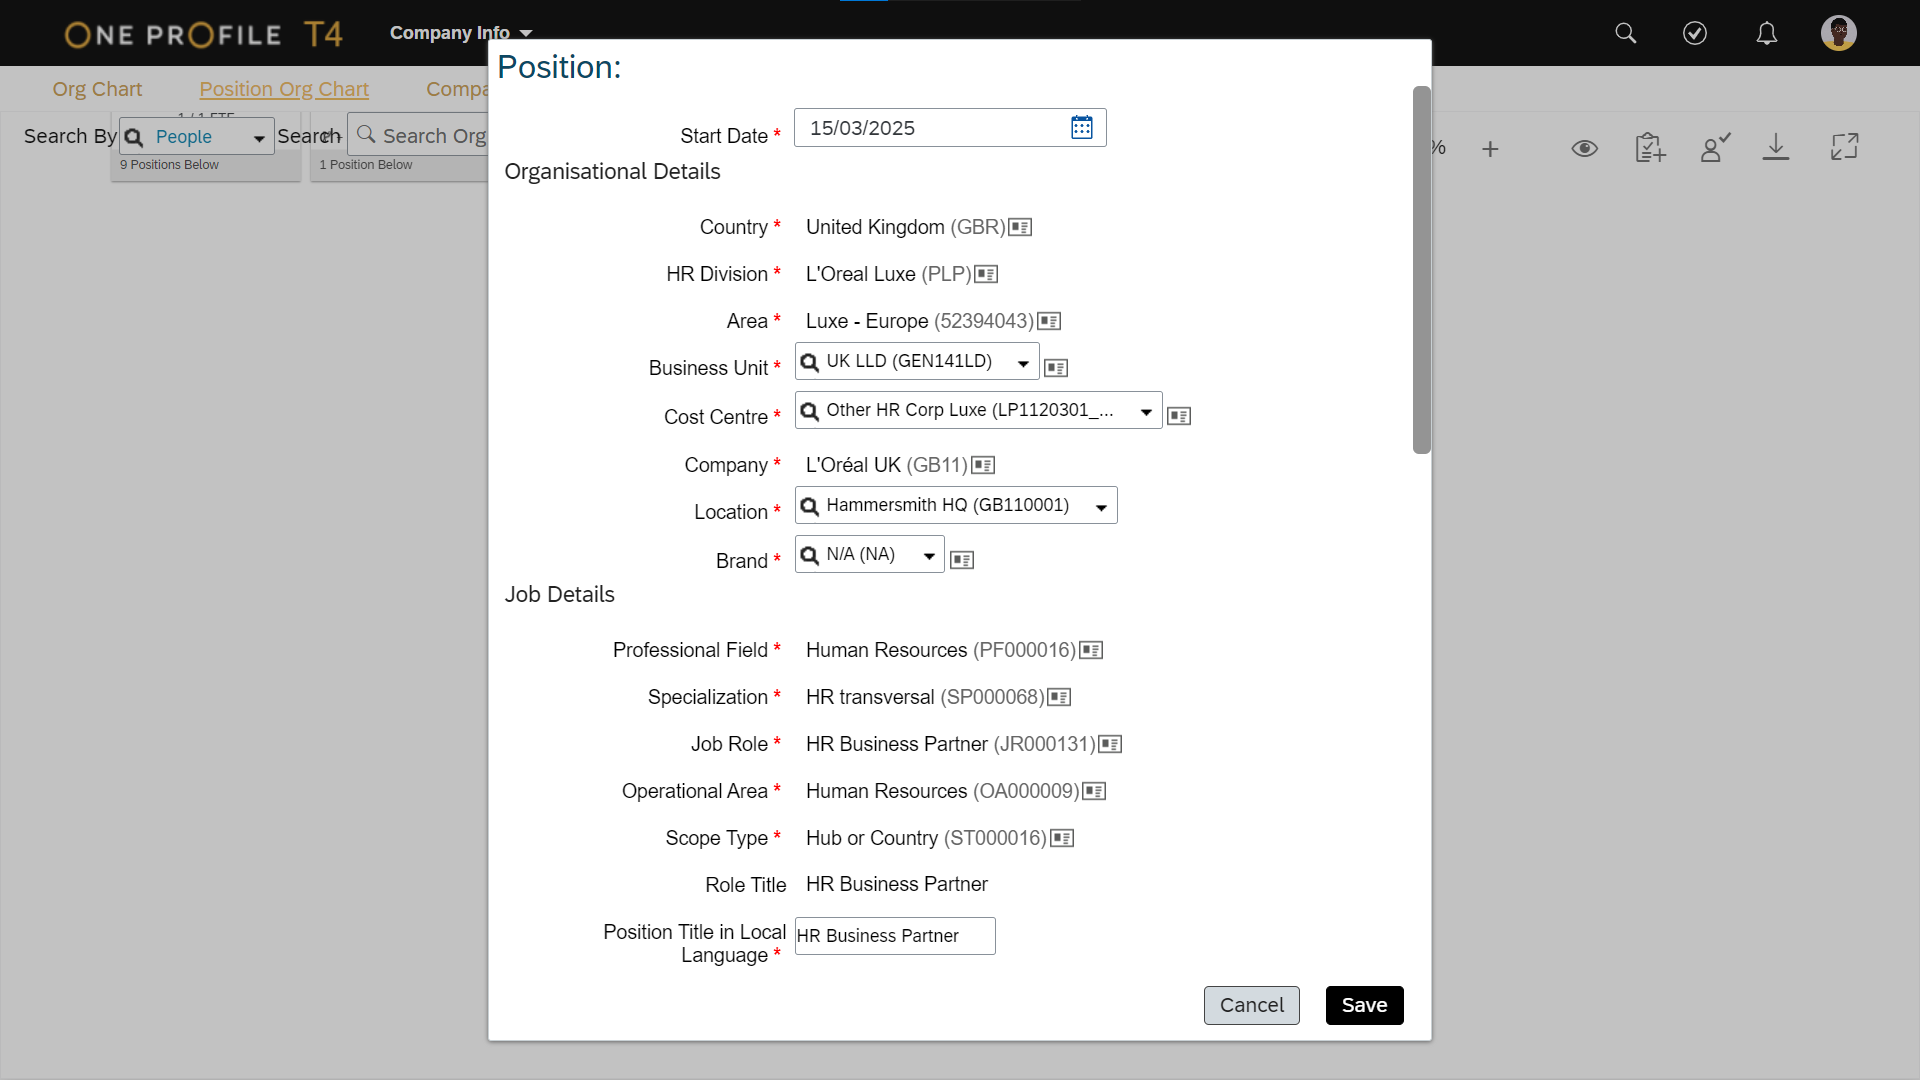 ONE PROFILE T4
Company Info
Org Chart
Position Org Chart
Compa
1 / 1 FTE
Search By
People
Search
Search Org
9 Positions Below
1 Position Below
%
Position:
Start Date *
15/03/2025
Organisational Details
Country * United Kingdom (GBR)
HR Division * L'Oreal Luxe (PLP)
Area * Luxe - Europe (52394043)
Business Unit * UK LLD (GEN141LD)
Cost Centre * Other HR Corp Luxe (LP1120301_...
Company * L'Oréal UK (GB11)
Location * Hammersmith HQ (GB110001)
Brand * N/A (NA)
Job Details
Professional Field * Human Resources (PF000016)
Specialization * HR transversal (SP000068)
Job Role * HR Business Partner (JR000131)
Operational Area * Human Resources (OA000009)
Scope Type * Hub or Country (ST000016)
Role Title HR Business Partner
Position Title in Local
Language *
HR Business Partner
Cancel
Save